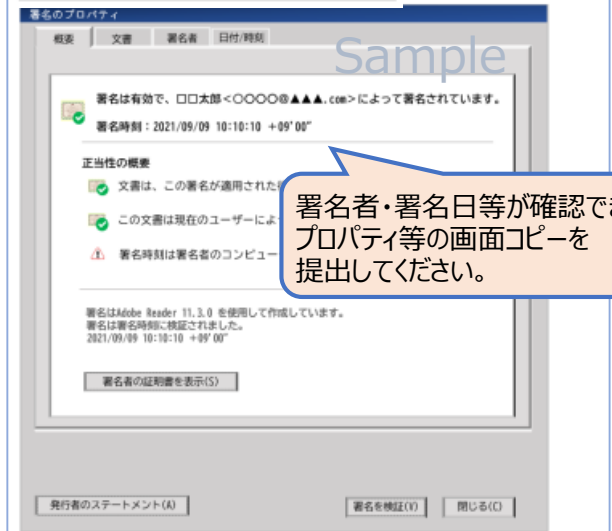 署名のプロパティ
概要 文書 署名者 日付/時刻
Sample
署名は有効で、口口太郎<○○○○@▲▲▲.com>によって署名されています。
署名時刻：2021/09/09 10:10:10 +09'00"
正当性の概要
文書は、この署名が適用された
この文書は現在のユーザーによ
署名時刻は署名者のコンピュー
署名者・署名日等が確認でき
プロパティ等の画面コピーを
提出してください。
署名はAdobe Reader 11.3.0 を使用して作成しています。
署名は署名時刻に検証されました。
2021/09/09 10:10:10 +09'00"
署名者の証明書を表示(S)
発行者のステートメント(A) 署名を検証(V) 閉じる(C)